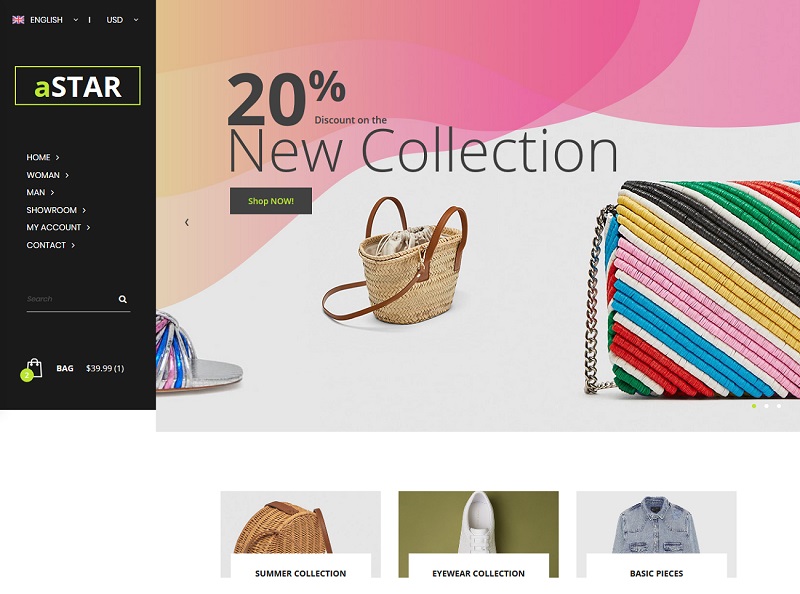 ENGLISH | USD
aSTAR
HOME
WOMAN
MAN
SHOWROOM
MY ACCOUNT
CONTACT
Search
2
BAG $39.99 (1)
20%
Discount on the
New Collection
Shop NOW!
SUMMER COLLECTION
EYEWEAR COLLECTION
BASIC PIECES